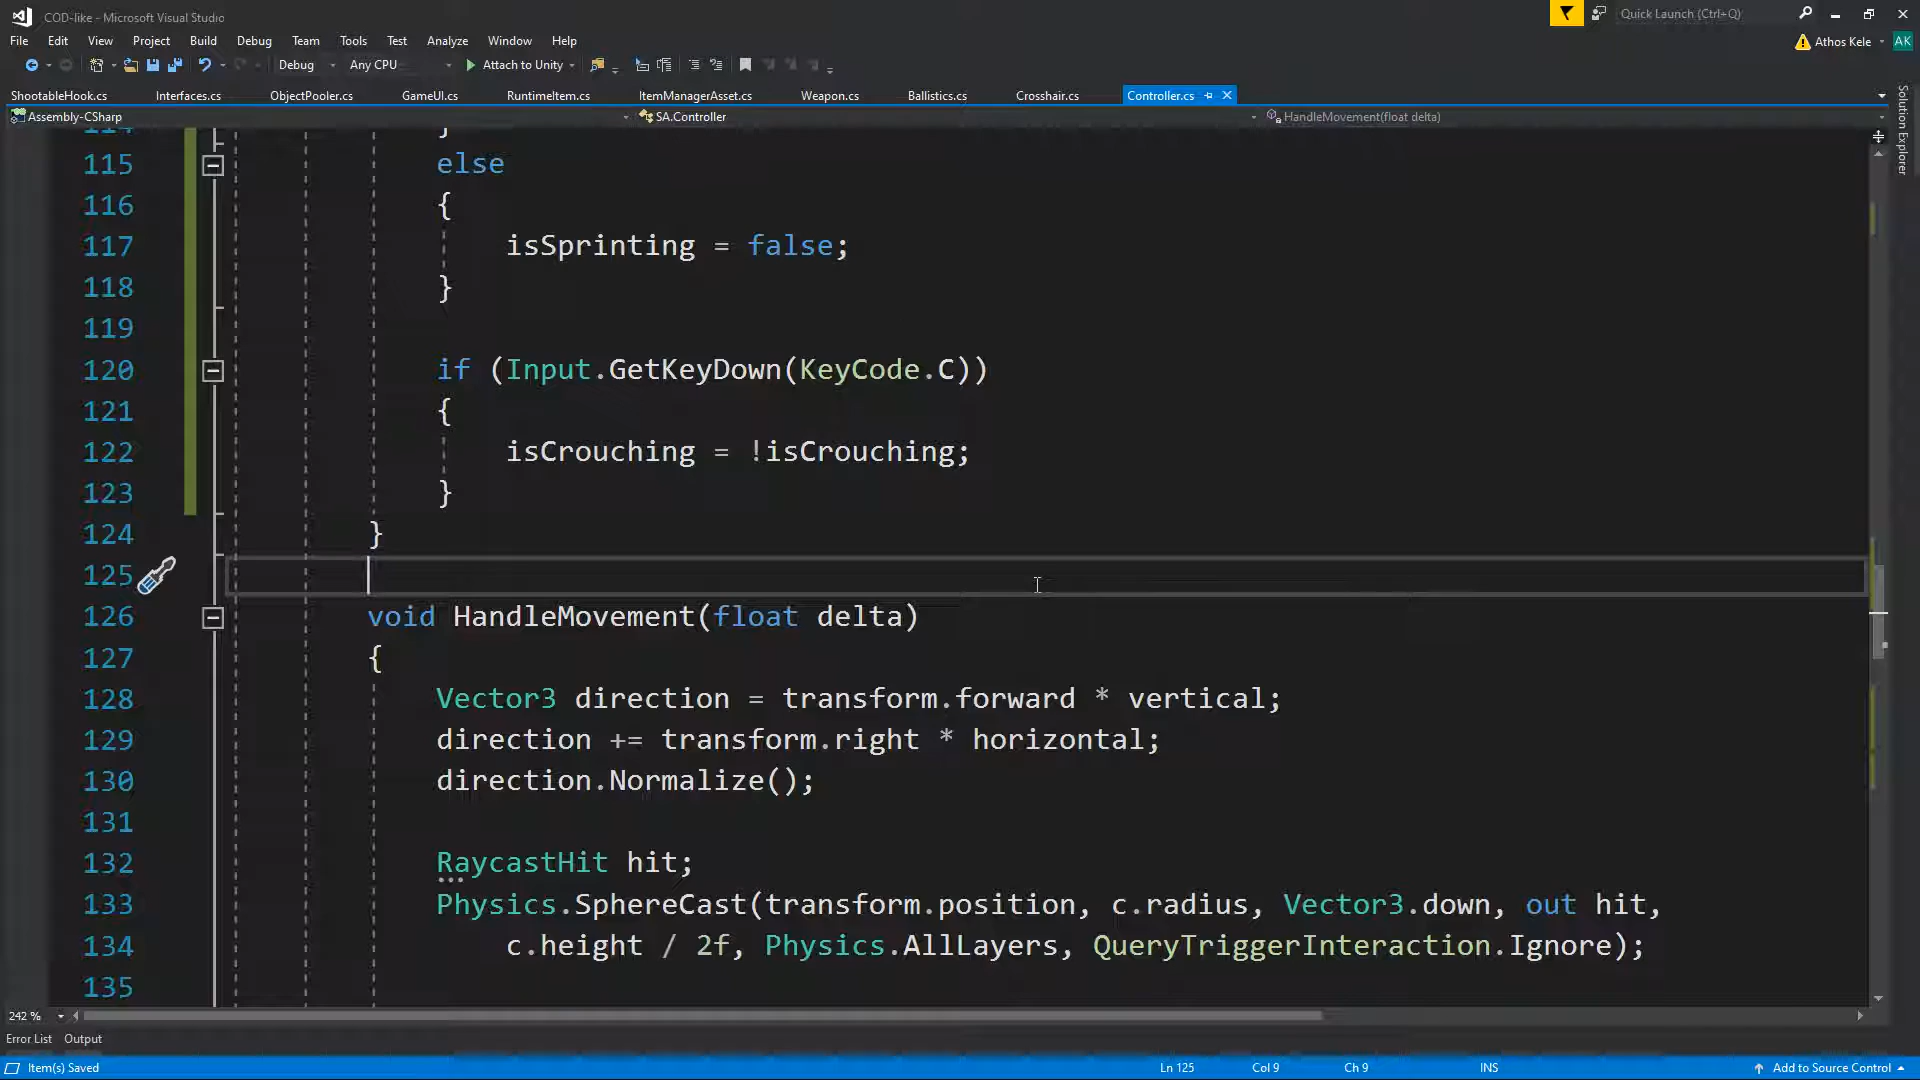 COD-like - Microsoft Visual Studio
Quick Launch (Ctrl+Q)
File Edit View Project Build Debug Team Tools Test Analyze Window Help
Athos Kele AK
Debug Any CPU Attach to Unity
ShootableHook.cs Interfaces.cs ObjectPooler.cs GameUI.cs RuntimeItem.cs ItemManagerAsset.cs Weapon.cs Ballistics.cs Crosshair.cs Controller.cs
Assembly-CSharp SA.Controller HandleMovement(float delta)
Solution Explorer
114 }
115 else
116 {
117 isSprinting = false;
118 }
119
120 if (Input.GetKeyDown(KeyCode.C))
121 {
122 isCrouching = !isCrouching;
123 }
124 }
125
126 void HandleMovement(float delta)
127 {
128 Vector3 direction = transform.forward * vertical;
129 direction += transform.right * horizontal;
130 direction.Normalize();
131
132 RaycastHit hit;
133 Physics.SphereCast(transform.position, c.radius, Vector3.down, out hit,
134 c.height / 2f, Physics.AllLayers, QueryTriggerInteraction.Ignore);
135
242 %
Error List Output
Item(s) Saved Ln 125 Col 9 Ch 9 INS Add to Source Control